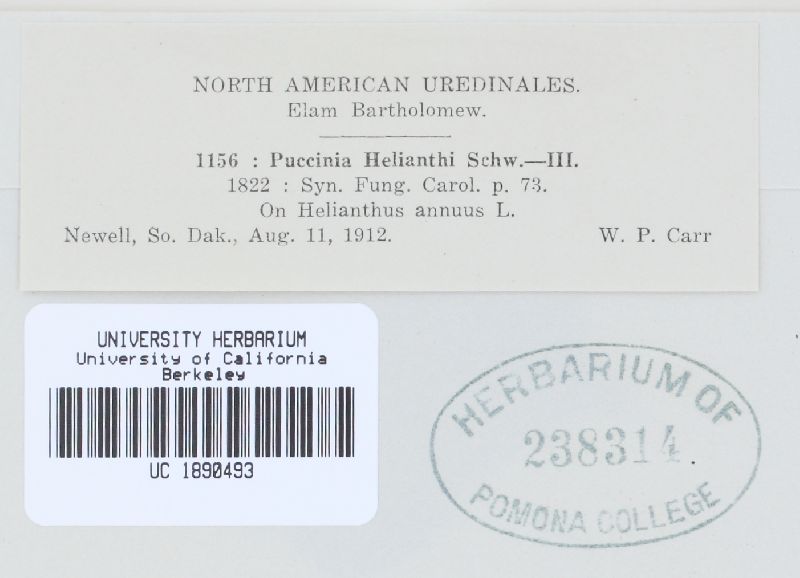 NORTH AMERICAN UREDINALES.
Elam Bartholomew.
1156 : Puccinia Helianthi Schw.—III.
1822 : Syn. Fung. Carol. p. 73.
On Helianthus annuus L.
Newell, So. Dak., Aug. 11, 1912. W. P. Carr
UNIVERSITY HERBARIUM
University of California
Berkeley
UC 1890493
HERBARIUM OF
238314
POMONA COLLEGE